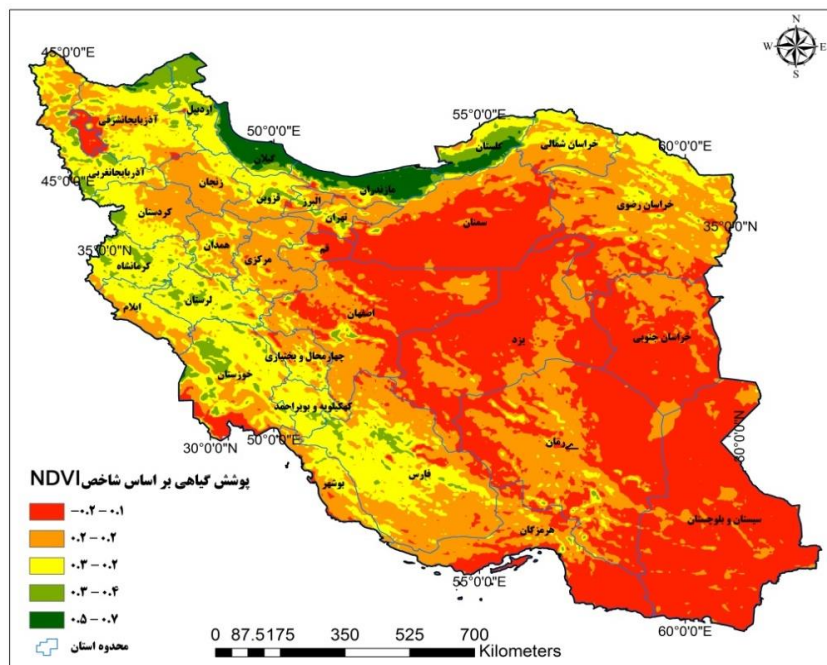 N
W E
S
45°0'0"E
50°0'0"E
55°0'0"E
60°0'0"E
آذربایجانشرقی
اردبیل
گیلان
گلستان
خراسان شمالی
آذربایجانغربی
45°0'0"E
زنجان
قزوین
البرز
مازندران
تهران
خراسان رضوی
کردستان
سمنان
35°0'0"N
همدان
قم
35°0'0"N
کرمانشاه
مرکزی
لرستان
ایلام
اصفهان
یزد
خراسان جنوبی
چهارمحال و بختیاری
خوزستان
کهگیلویه و بویراحمد
30°0'0"N
50°0'0"E
30°0'0"N
ے‌رمان
فارس
بوشهر
هرمزگان
سیستان و بلوچستان
55°0'0"E
60°0'0"E
پوشش گیاهی بر اساس شاخص NDVI
-۰.۲ - ۰.۱
۰.۲ - ۰.۲
۰.۳ - ۰.۲
۰.۳ - ۰.۴
۰.۵ - ۰.۷
محدوده استان
0 87.5 175 350 525 700
Kilometers